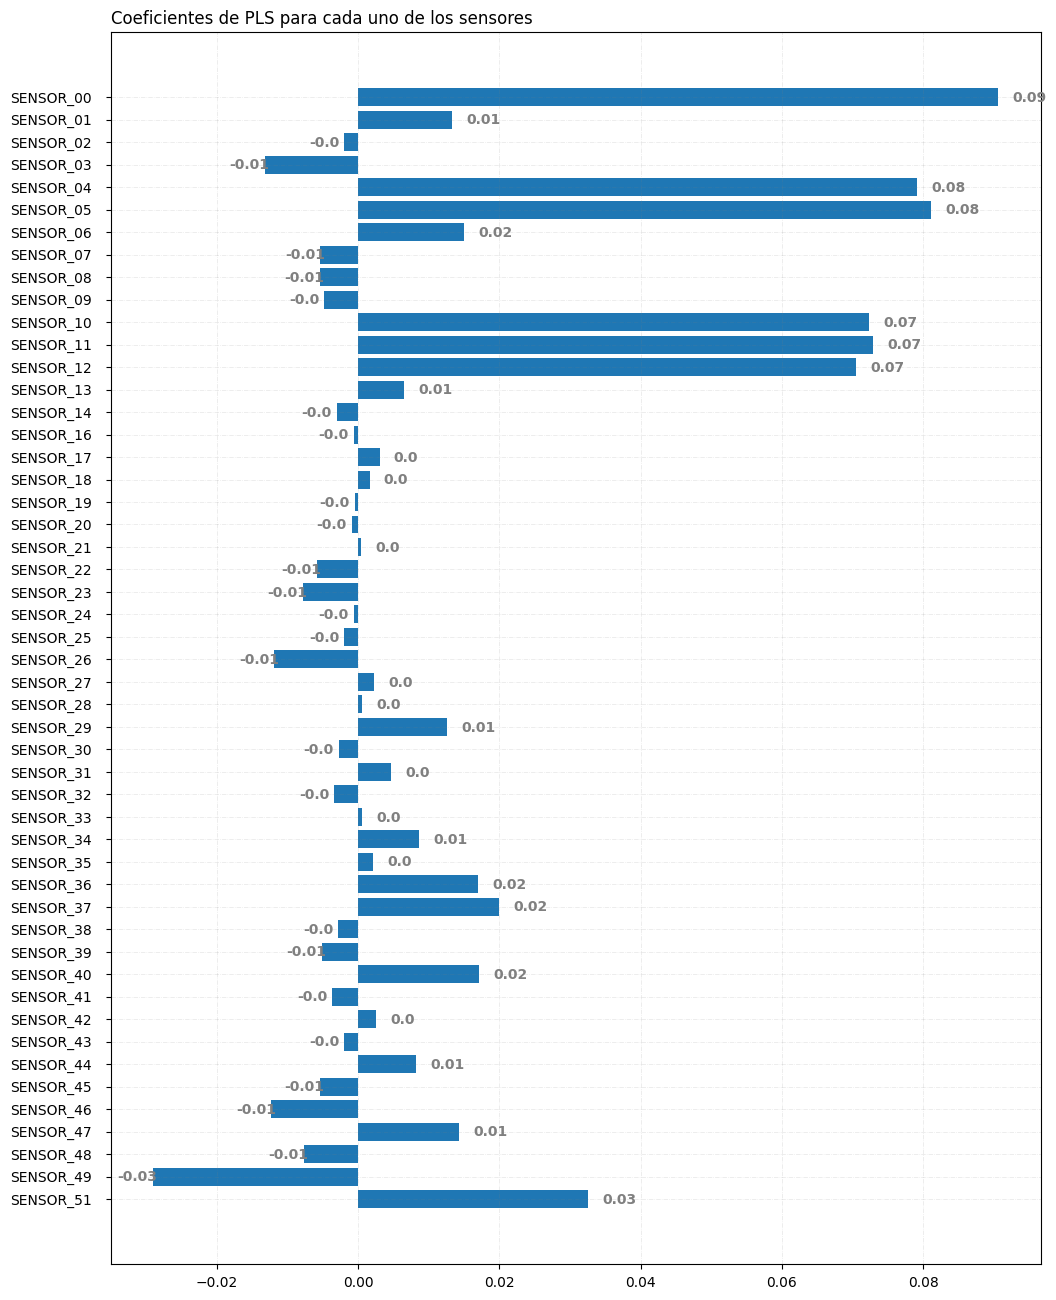 Coeficientes de PLS para cada uno de los sensores
SENSOR_00 0.09
SENSOR_01 0.01
SENSOR_02 -0.0
SENSOR_03 -0.01
SENSOR_04 0.08
SENSOR_05 0.08
SENSOR_06 0.02
SENSOR_07 -0.01
SENSOR_08 -0.01
SENSOR_09 -0.0
SENSOR_10 0.07
SENSOR_11 0.07
SENSOR_12 0.07
SENSOR_13 0.01
SENSOR_14 -0.0
SENSOR_16 -0.0
SENSOR_17 0.0
SENSOR_18 0.0
SENSOR_19 -0.0
SENSOR_20 -0.0
SENSOR_21 0.0
SENSOR_22 -0.01
SENSOR_23 -0.01
SENSOR_24 -0.0
SENSOR_25 -0.0
SENSOR_26 -0.01
SENSOR_27 0.0
SENSOR_28 0.0
SENSOR_29 0.01
SENSOR_30 -0.0
SENSOR_31 0.0
SENSOR_32 -0.0
SENSOR_33 0.0
SENSOR_34 0.01
SENSOR_35 0.0
SENSOR_36 0.02
SENSOR_37 0.02
SENSOR_38 -0.0
SENSOR_39 -0.01
SENSOR_40 0.02
SENSOR_41 -0.0
SENSOR_42 0.0
SENSOR_43 -0.0
SENSOR_44 0.01
SENSOR_45 -0.01
SENSOR_46 -0.01
SENSOR_47 0.01
SENSOR_48 -0.01
SENSOR_49 -0.03
SENSOR_51 0.03
−0.02 0.00 0.02 0.04 0.06 0.08